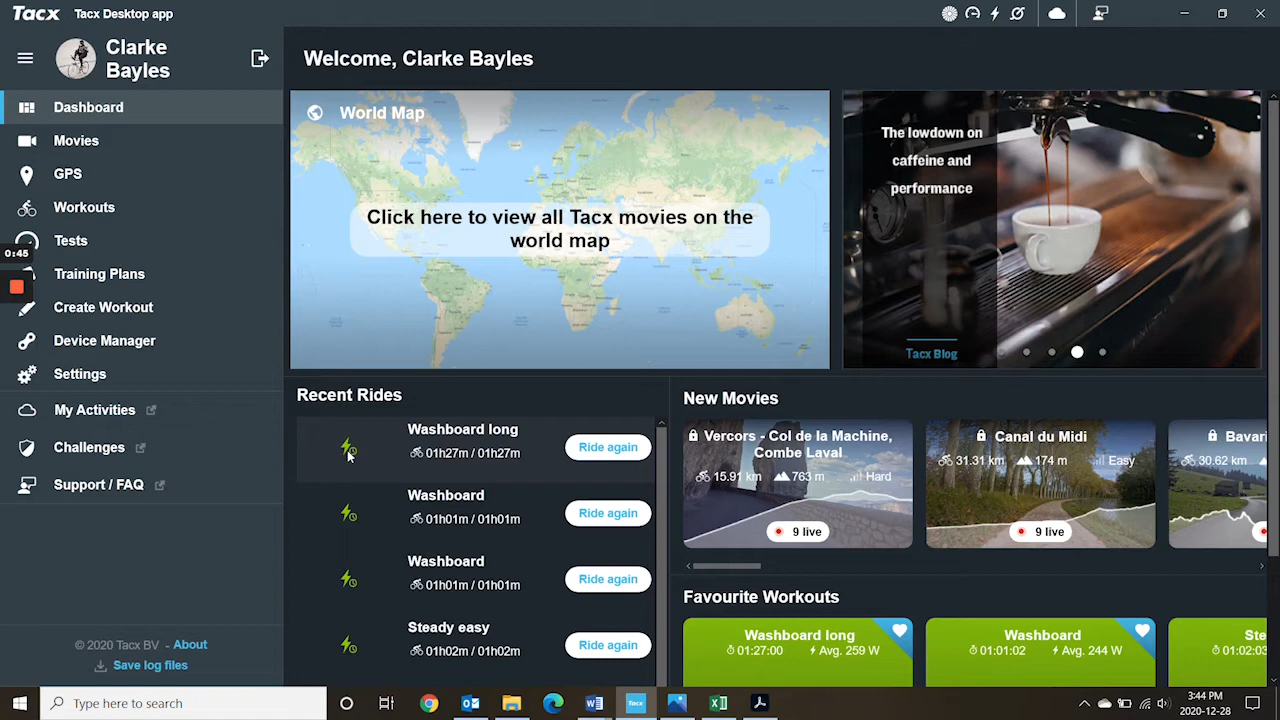 Tacx Tacx Desktop app
Clarke
Bayles
Dashboard
Movies
GPS
Workouts
Tests
0:45
Training Plans
Create Workout
Device Manager
Settings
My Activities
Challenges
Support / FAQ
© 2020 Tacx BV - About
Save log files
Welcome, Clarke Bayles
World Map
Click here to view all Tacx movies on the
world map
The lowdown on
caffeine and
performance
Tacx Blog
Recent Rides
Washboard long
01h27m / 01h27m
Ride again
Washboard
01h01m / 01h01m
Ride again
Washboard
01h01m / 01h01m
Ride again
Steady easy
01h02m / 01h02m
Ride again
New Movies
Vercors - Col de la Machine,
Combe Laval
15.91 km 763 m Hard
9 live
Canal du Midi
31.31 km 174 m Easy
9 live
Bavari
30.62 km
Favourite Workouts
Washboard long
01:27:00 Avg. 259 W
Washboard
01:01:02 Avg. 244 W
Ste
01:02:03
Type here to search
Tacx
3:44 PM
2020-12-28